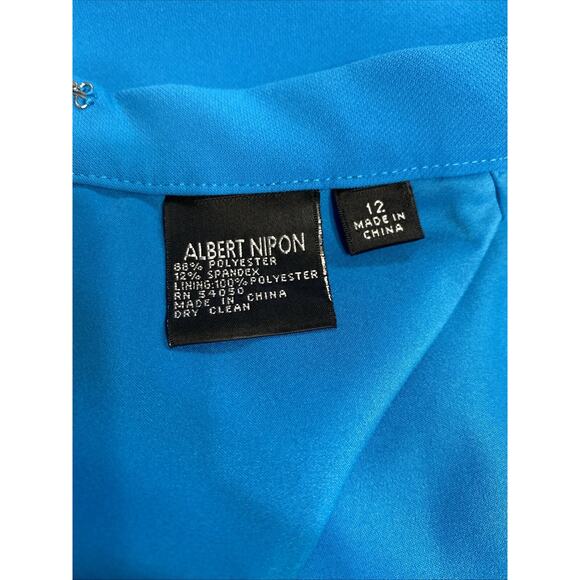 ALBERT NIPON
88% POLYESTER
12% SPANDEX
LINING:100% POLYESTER
RN 54050
MADE IN CHINA
DRY CLEAN
12
MADE IN
CHINA